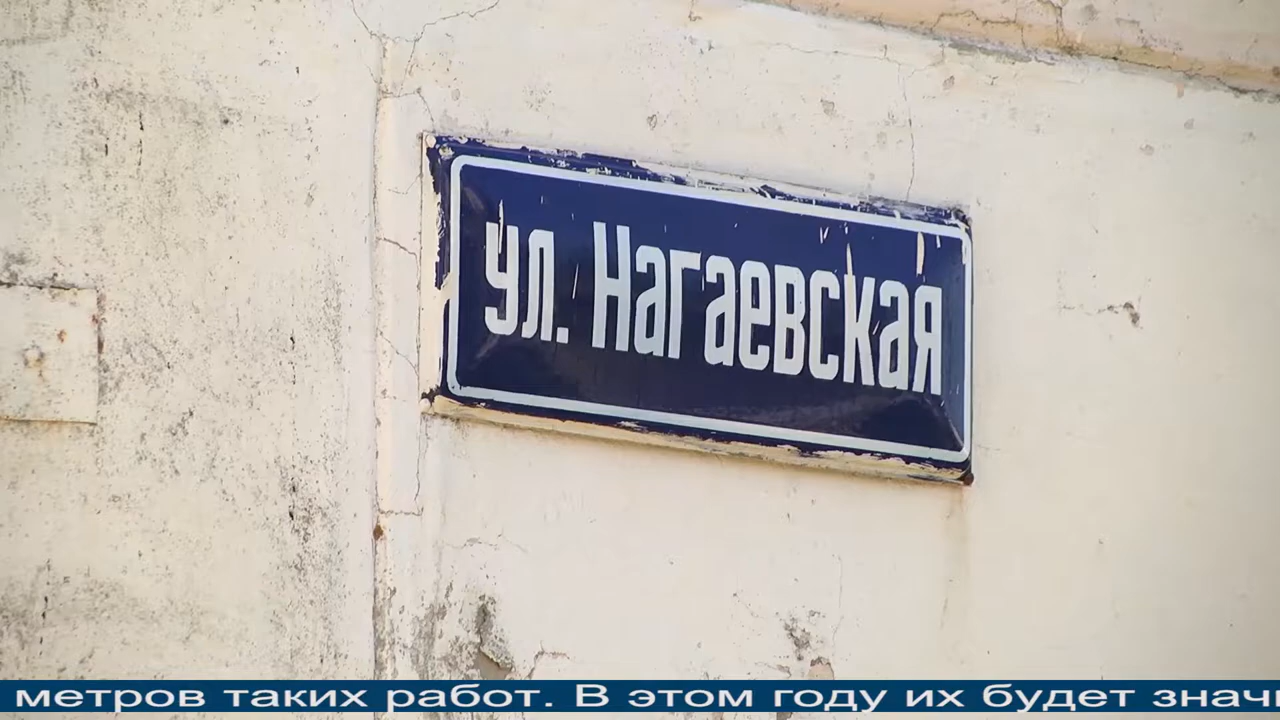 ул. Нагаевская
метров таких работ. В этом году их будет